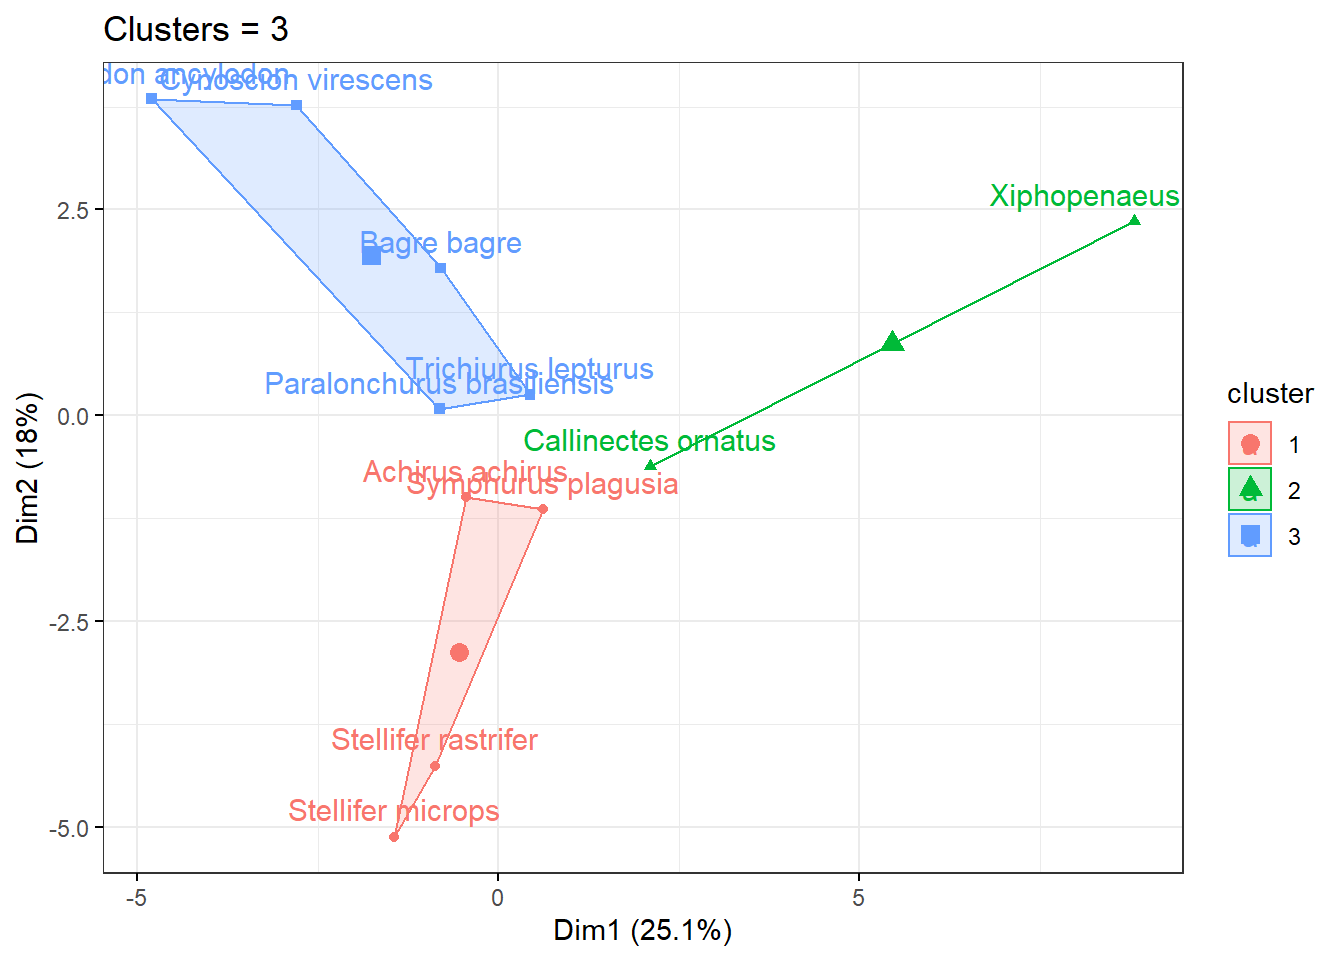 Clusters = 3
don ancylodon
Cynoscion virescens
Xiphopenaeus
Bagre bagre
Trichiurus lepturus
Paralonchurus brasiliensis
Callinectes ornatus
Achirus achirus
Symphurus plagusia
Stellifer rastrifer
Stellifer microps
2.5
0.0
-2.5
-5.0
-5
0
5
Dim1 (25.1%)
Dim2 (18%)
cluster
a 1
a 2
a 3